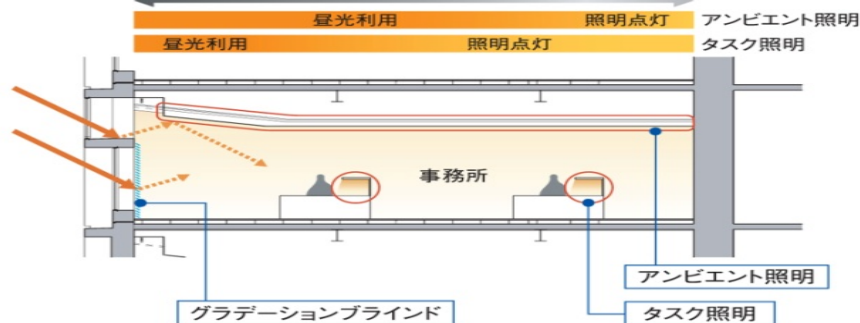 昼光利用 照明点灯 アンビエント照明
昼光利用 照明点灯 タスク照明
事務所
アンビエント照明
グラデーションブラインド タスク照明